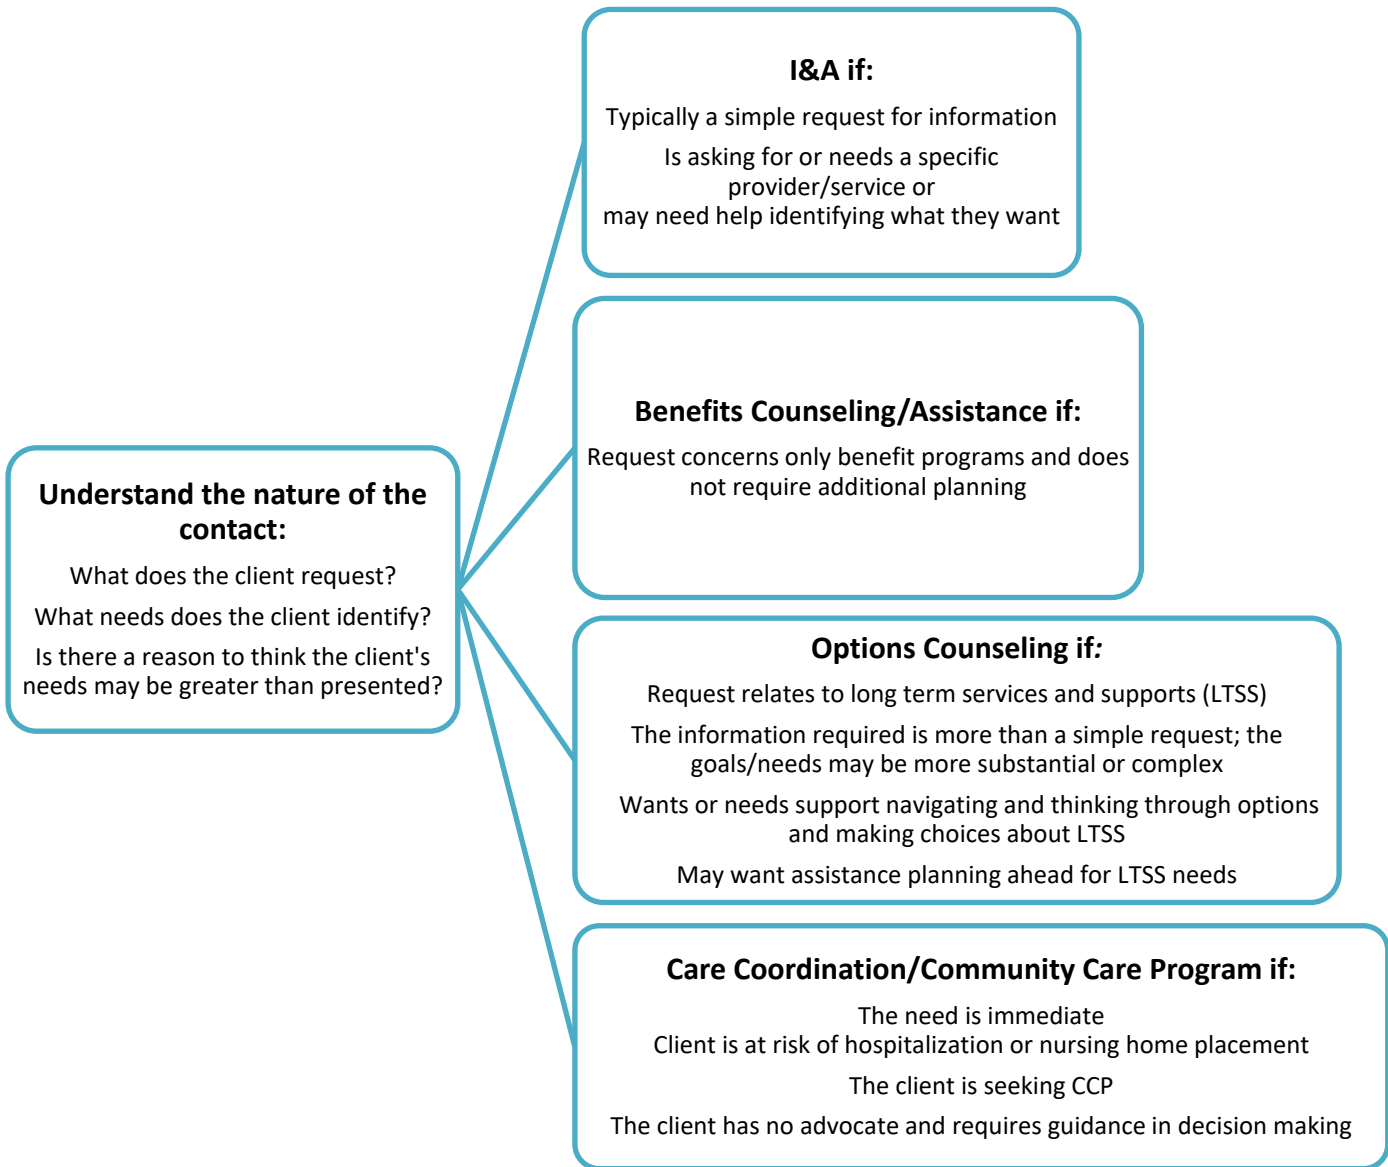 Understand the nature of the
contact:
What does the client request?
What needs does the client identify?
Is there a reason to think the client's
needs may be greater than presented?
I&A if:
Typically a simple request for information
Is asking for or needs a specific
provider/service or
may need help identifying what they want
Benefits Counseling/Assistance if:
Request concerns only benefit programs and does
not require additional planning
Options Counseling if:
Request relates to long term services and supports (LTSS)
The information required is more than a simple request; the
goals/needs may be more substantial or complex
Wants or needs support navigating and thinking through options
and making choices about LTSS
May want assistance planning ahead for LTSS needs
Care Coordination/Community Care Program if:
The need is immediate
Client is at risk of hospitalization or nursing home placement
The client is seeking CCP
The client has no advocate and requires guidance in decision making